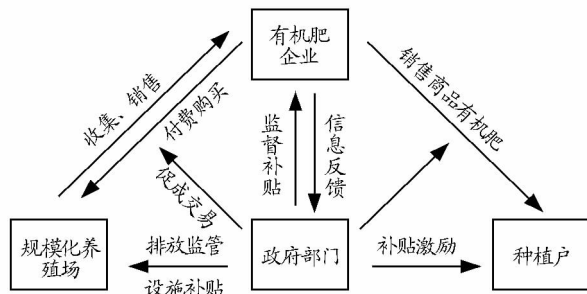 有机肥
企业
收集、销售
付费购买
监督补贴
信息反馈
销售商品有机肥
促成交易
规模化养
殖场
排放监管
设施补贴
政府部门
补贴激励
种植户